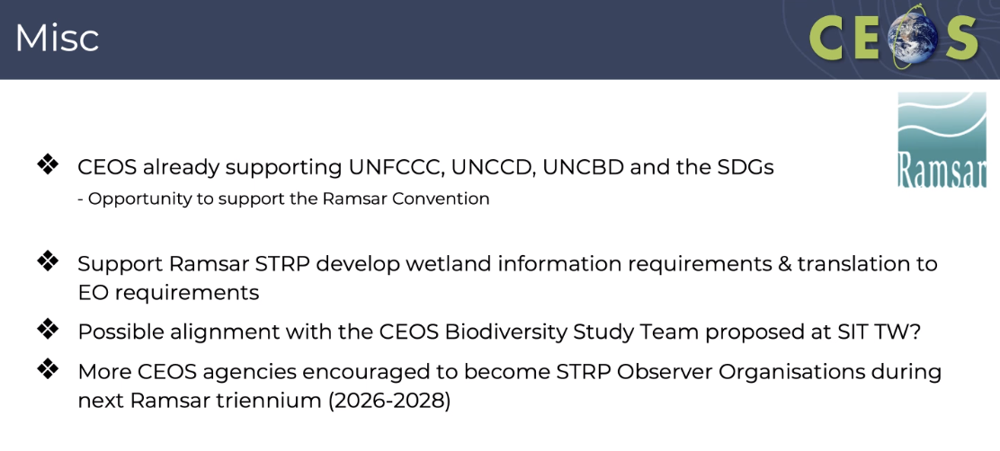 Misc
CEOS
Ramsar
❖ CEOS already supporting UNFCCC, UNCCD, UNCBD and the SDGs
- Opportunity to support the Ramsar Convention
❖ Support Ramsar STRP develop wetland information requirements & translation to
EO requirements
❖ Possible alignment with the CEOS Biodiversity Study Team proposed at SIT TW?
❖ More CEOS agencies encouraged to become STRP Observer Organisations during
next Ramsar triennium (2026-2028)